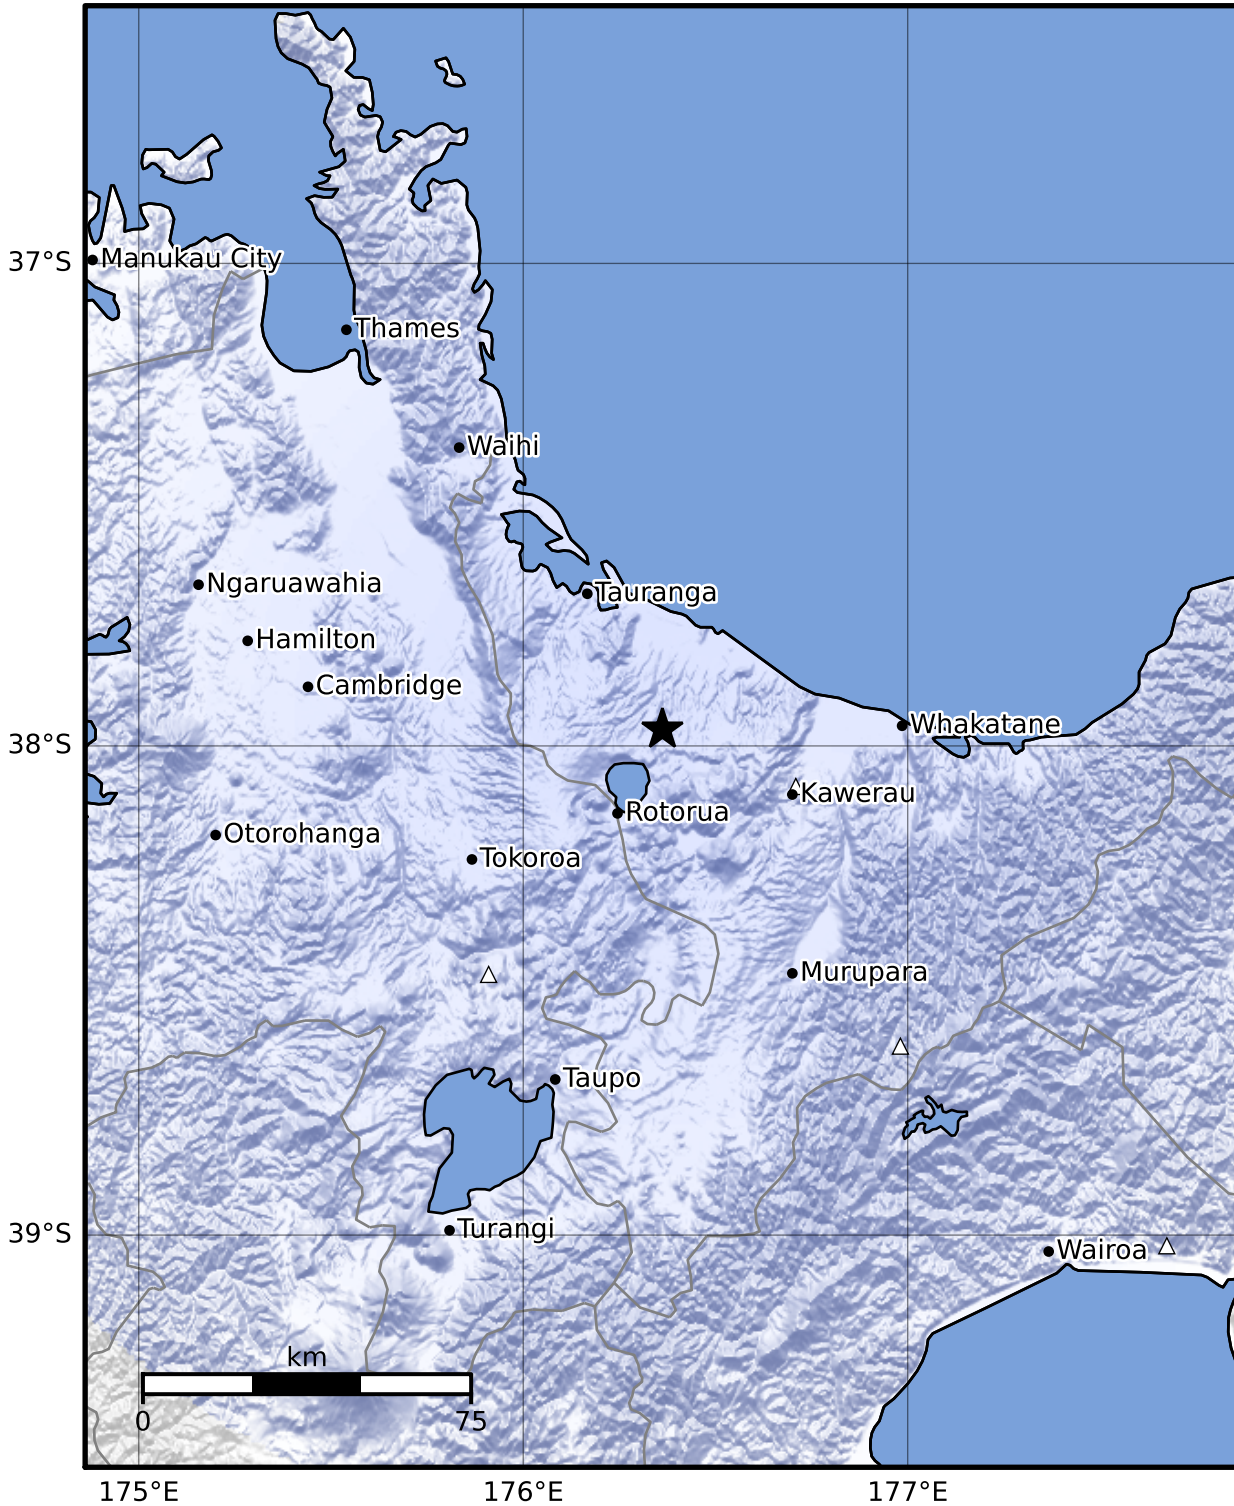 37°S
Manukau City
Thames
Waihi
Ngaruawahia
Tauranga
Hamilton
Cambridge
Whakatane
38°S
Kawerau
Rotorua
Otorohanga
Tokoroa
Murupara
Taupo
39°S
Turangi
Wairoa
km
0 75
175°E 176°E 177°E